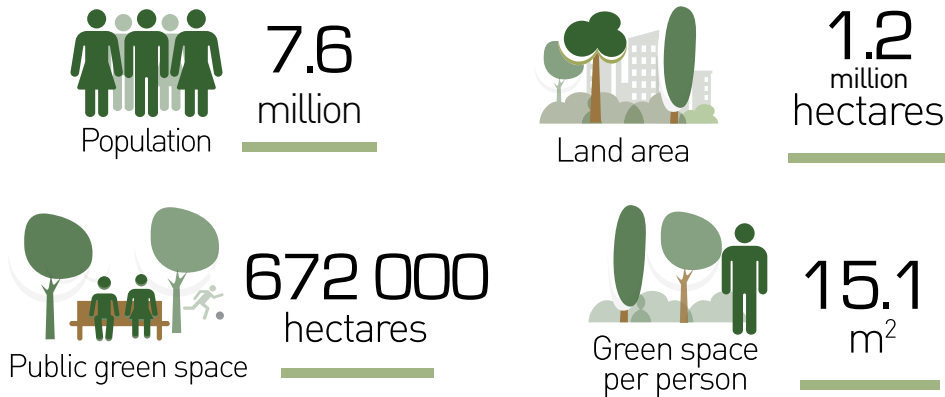 7.6
million
Population
1.2
million
hectares
Land area
672 000
hectares
Public green space
15.1
m²
Green space
per person